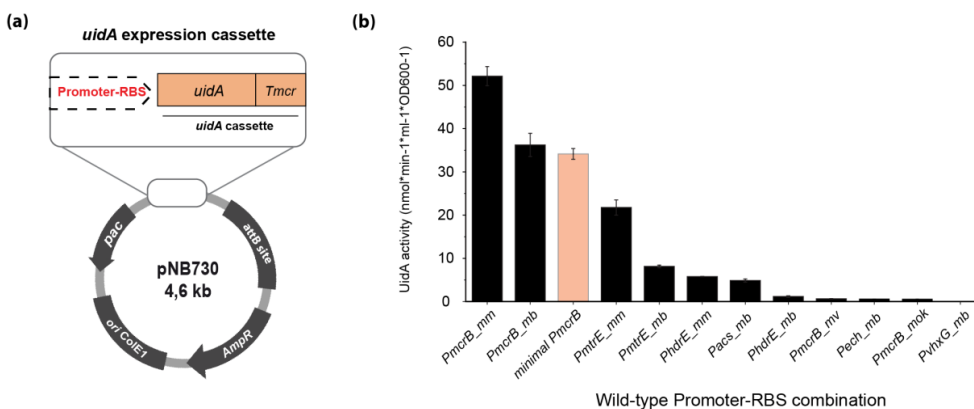 (a)
uidA expression cassette
Promoter-RBS
uidA
Tmcr
uidA cassette
pac
attB site
pNB730
4,6 kb
ori ColE1
AmpR
(b)
UidA activity (nmol*min-1*ml-1*OD600-1)
60
50
40
30
20
10
0
PmcrB_mm
PmcrB_mb
minimal PmcrB
PmtrE_mm
PmtrE_mb
PhdrE_mm
Pacs_mb
PhdrE_mb
PmcrB_mv
Pech_mb
PmcrB_mok
PvhxG_mb
Wild-type Promoter-RBS combination